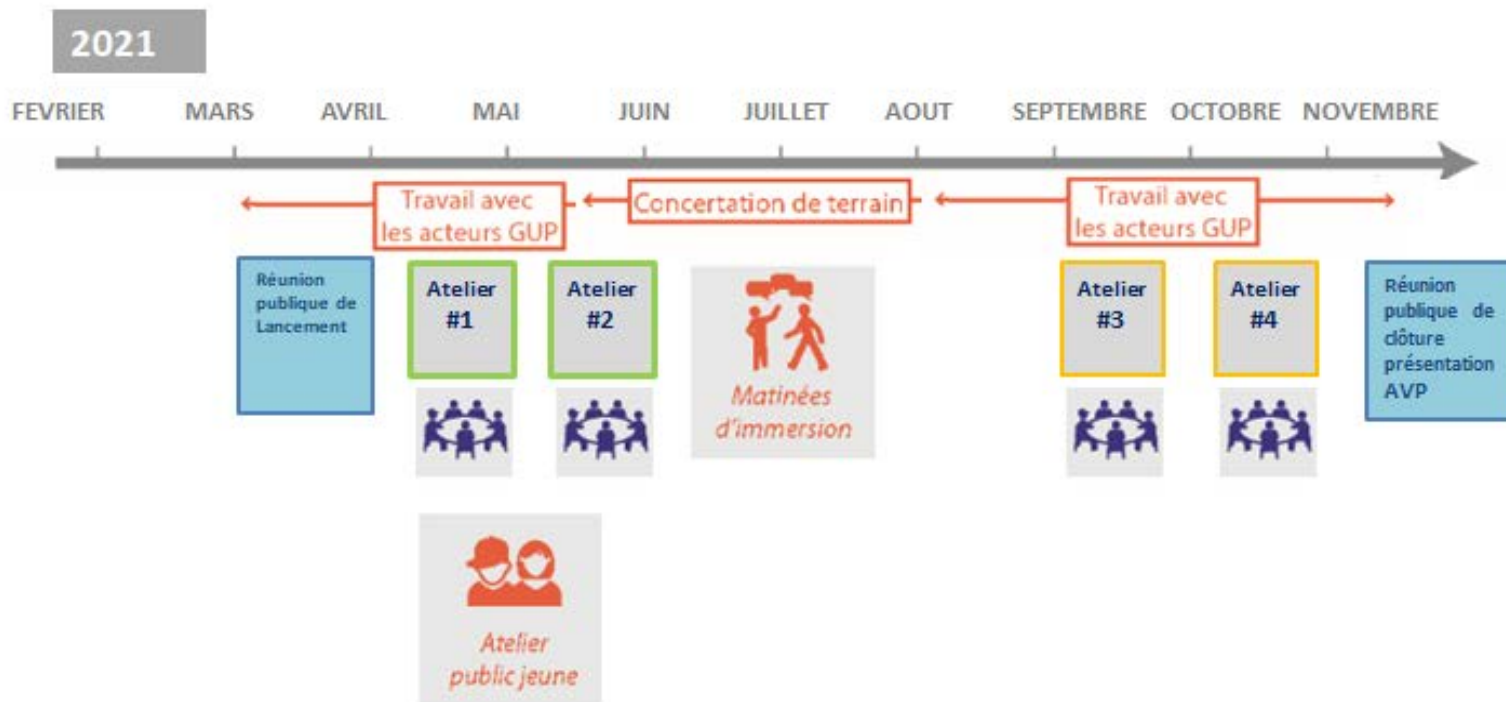 2021
FEVRIER MARS AVRIL MAI JUIN JUILLET AOUT SEPTEMBRE OCTOBRE NOVEMBRE
Travail avec
les acteurs GUP
Concertation de terrain
Travail avec
les acteurs GUP
Réunion
publique de
Lancement
Atelier
#1
Atelier
#2
Matinées
d'immersion
Atelier
#3
Atelier
#4
Réunion
publique de
clôture
présentation
AVP
Atelier
public jeune